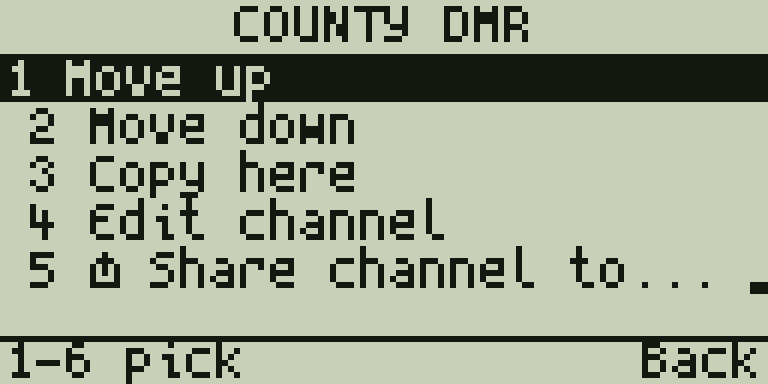 COUNTY DMR
1 Move up
2 Move down
3 Copy here
4 Edit channel
5 Share channel to...
1-6 pick Back